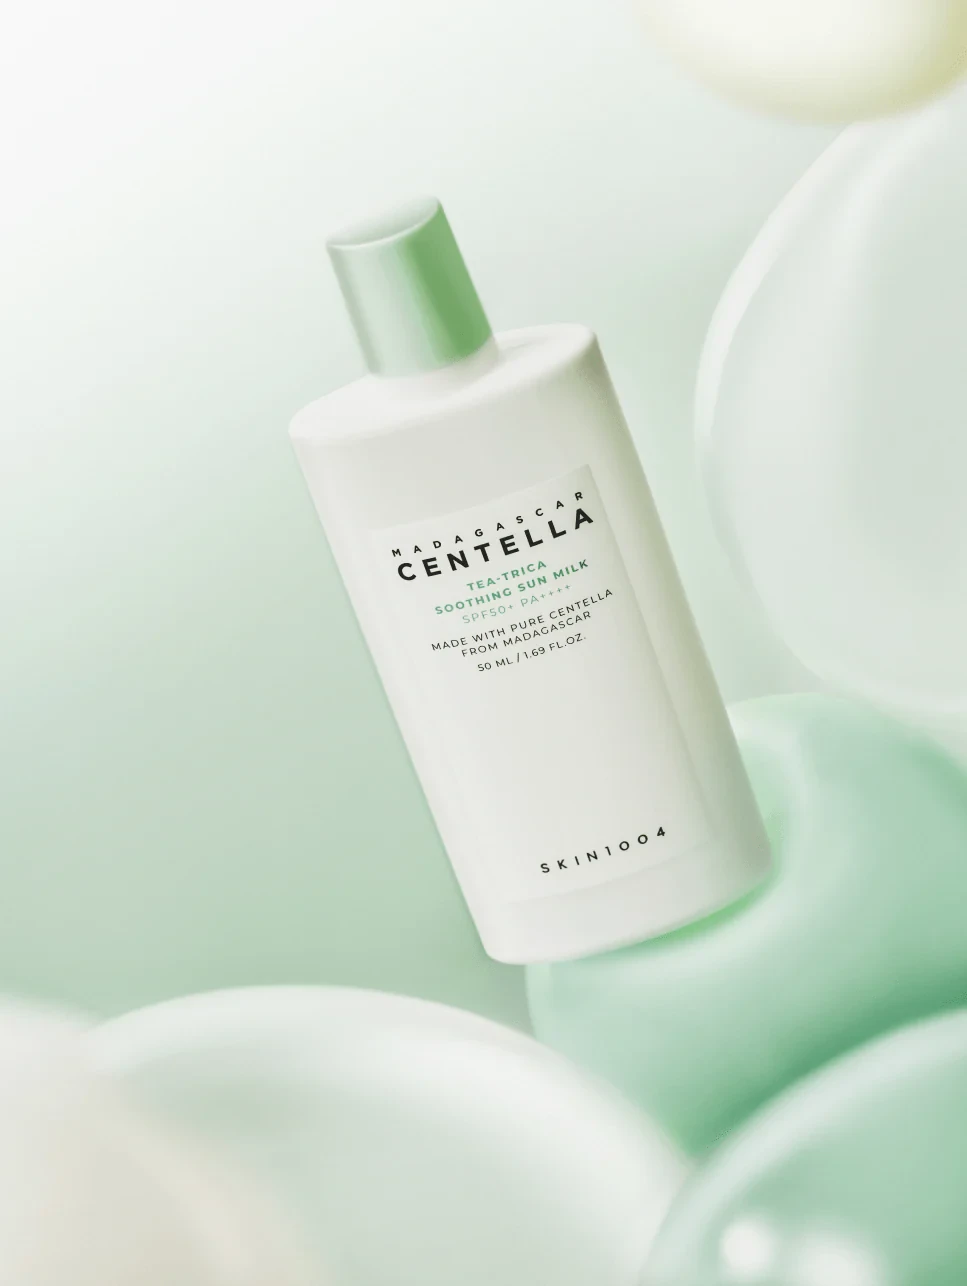 MADAGASCAR
CENTELLA
TEA-TRICA
SOOTHING SUN MILK
SPF50+ PA++++
MADE WITH PURE CENTELLA
FROM MADAGASCAR
50 ML / 1.69 FL.OZ.
SKIN1004